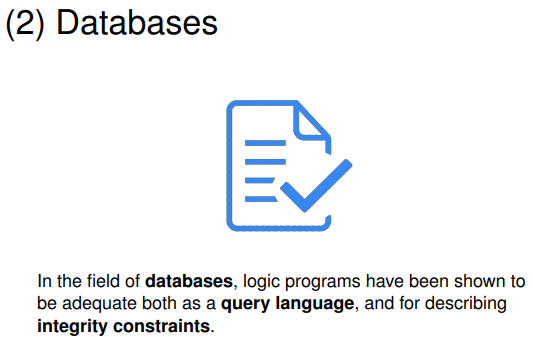 (2) Databases
In the field of databases, logic programs have been shown to
be adequate both as a query language, and for describing
integrity constraints.